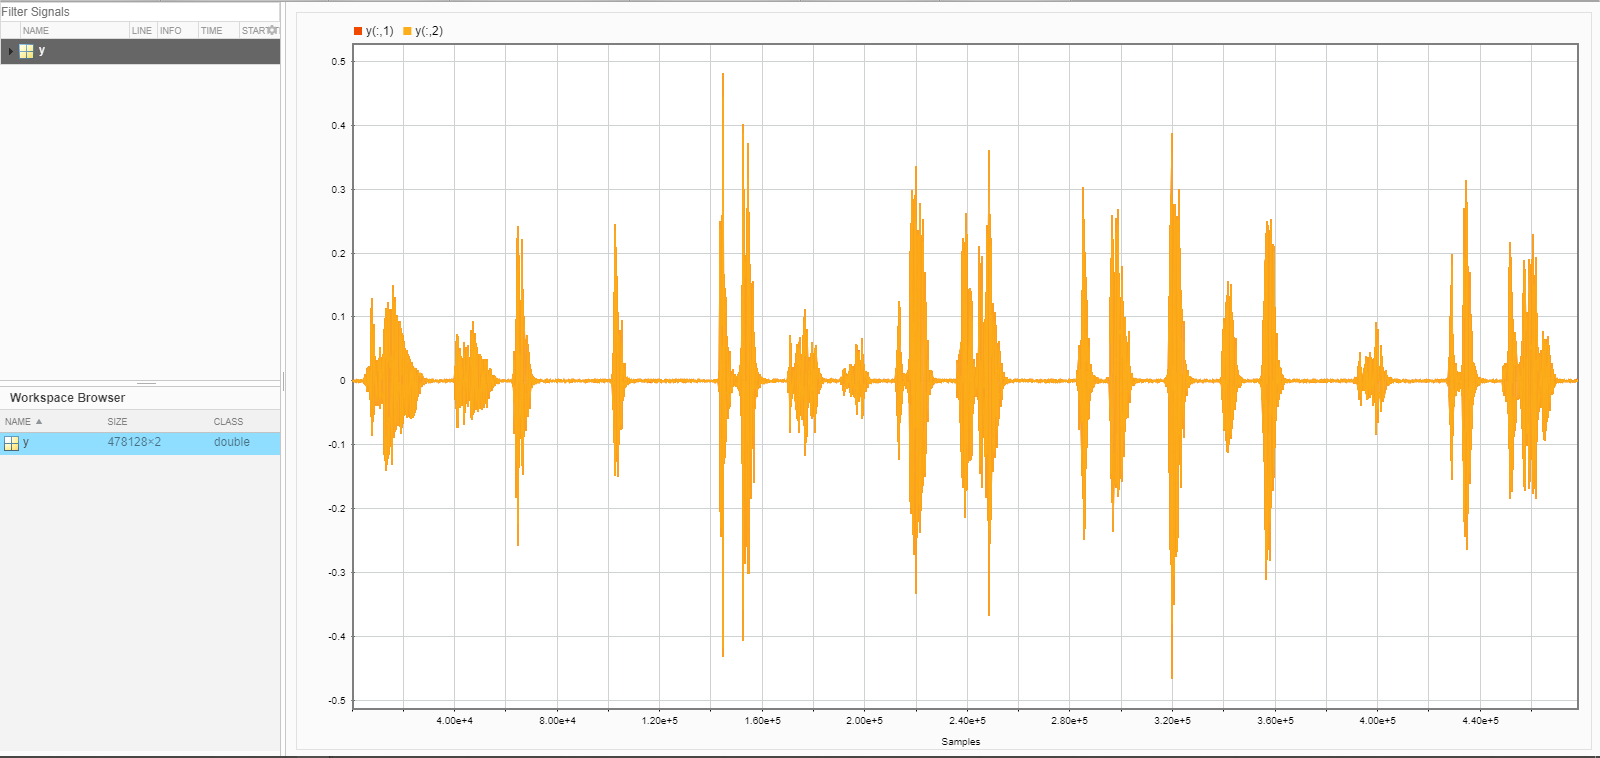 Filter Signals
NAME LINE INFO TIME START
y
Workspace Browser
NAME SIZE CLASS
y 478128×2 double
y(:,1) y(:,2)
0.5
0.4
0.3
0.2
0.1
0
-0.1
-0.2
-0.3
-0.4
-0.5
4.00e+4 8.00e+4 1.20e+5 1.60e+5 2.00e+5 2.40e+5 2.80e+5 3.20e+5 3.60e+5 4.00e+5 4.40e+5
Samples